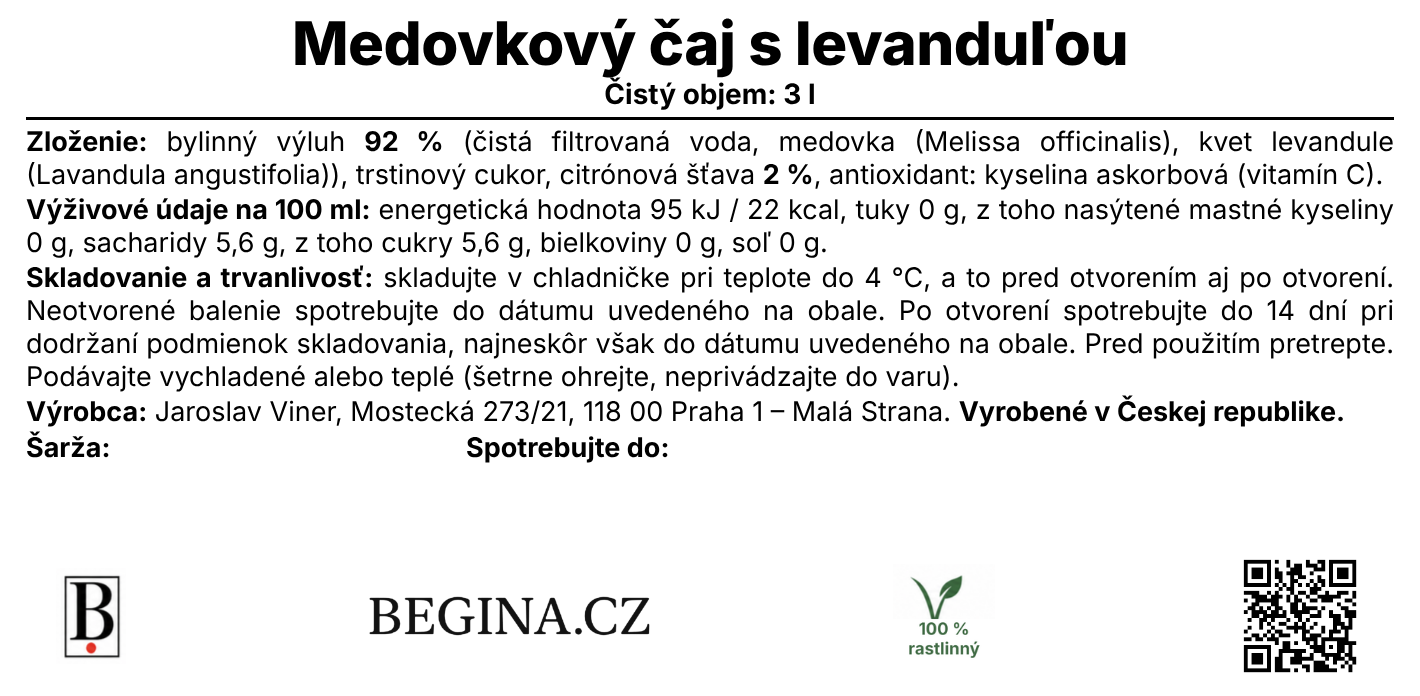 Medovkový čaj s levanduľou
Čistý objem: 3 l
Zloženie: bylinný výluh 92 % (čistá filtrovaná voda, medovka (Melissa officinalis), kvet levandule
(Lavandula angustifolia)), trstinový cukor, citrónová šťava 2 %, antioxidant: kyselina askorbová (vitamín C).
Výživové údaje na 100 ml: energetická hodnota 95 kJ / 22 kcal, tuky 0 g, z toho nasýtené mastné kyseliny
0 g, sacharidy 5,6 g, z toho cukry 5,6 g, bielkoviny 0 g, soľ 0 g.
Skladovanie a trvanlivosť: skladujte v chladničke pri teplote do 4 °C, a to pred otvorením aj po otvorení.
Neotvorené balenie spotrebujte do dátumu uvedeného na obale. Po otvorení spotrebujte do 14 dní pri
dodržaní podmienok skladovania, najneskôr však do dátumu uvedeného na obale. Pred použitím pretrepte.
Podávajte vychladené alebo teplé (šetrne ohrejte, neprivádzajte do varu).
Výrobca: Jaroslav Viner, Mostecká 273/21, 118 00 Praha 1 – Malá Strana. Vyrobené v Českej republike.
Šarža: Spotrebujte do:
B
BEGINA.CZ
100 %
rastlinný